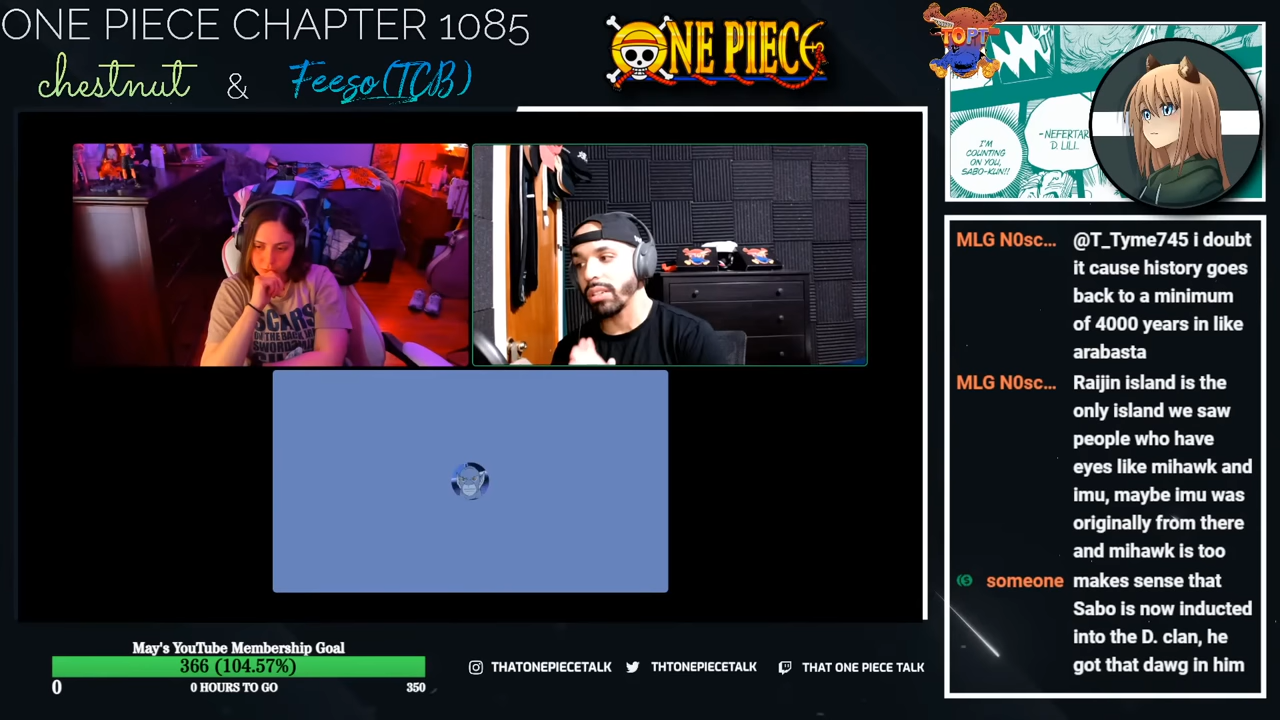 ONE PIECE CHAPTER 1085
chestnut & Feeso(TCB)
ONE PIECE
TOPT
I'M
COUNTING
ON YOU,
SABO-KUN!!
-NEFERTAR
D. LILI.
SCARS
ON THE BACK
SWORDS
MLG N0sc... @T_Tyme745 i doubt
it cause history goes
back to a minimum
of 4000 years in like
arabasta
MLG N0sc... Raijin island is the
only island we saw
people who have
eyes like mihawk and
imu, maybe imu was
originally from there
and mihawk is too
someone makes sense that
Sabo is now inducted
into the D. clan, he
got that dawg in him
May's YouTube Membership Goal
366 (104.57%)
0 0 HOURS TO GO 350
THATONEPIECETALK THTONEPIECETALK THAT ONE PIECE TALK